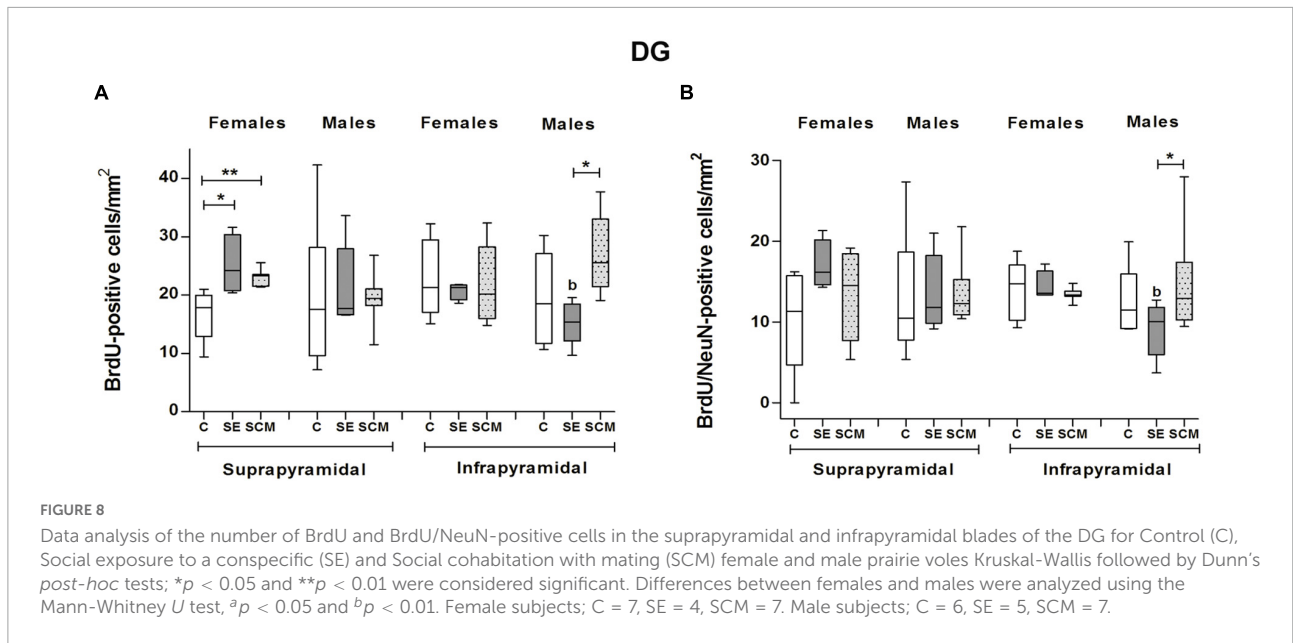 DG
A
Females Males Females Males
BrdU-positive cells/mm²
40
30
20
10
0
**
*
*
b
C SE SCM C SE SCM C SE SCM C SE SCM
Suprapyramidal Infrapyramidal
B
Females Males Females Males
BrdU/NeuN-positive cells/mm²
30
20
10
0
*
b
C SE SCM C SE SCM C SE SCM C SE SCM
Suprapyramidal Infrapyramidal
FIGURE 8
Data analysis of the number of BrdU and BrdU/NeuN-positive cells in the suprapyramidal and infrapyramidal blades of the DG for Control (C),
Social exposure to a conspecific (SE) and Social cohabitation with mating (SCM) female and male prairie voles Kruskal-Wallis followed by Dunn's
post-hoc tests; *p < 0.05 and **p < 0.01 were considered significant. Differences between females and males were analyzed using the
Mann-Whitney U test, ᵃp < 0.05 and ᵇp < 0.01. Female subjects; C = 7, SE = 4, SCM = 7. Male subjects; C = 6, SE = 5, SCM = 7.